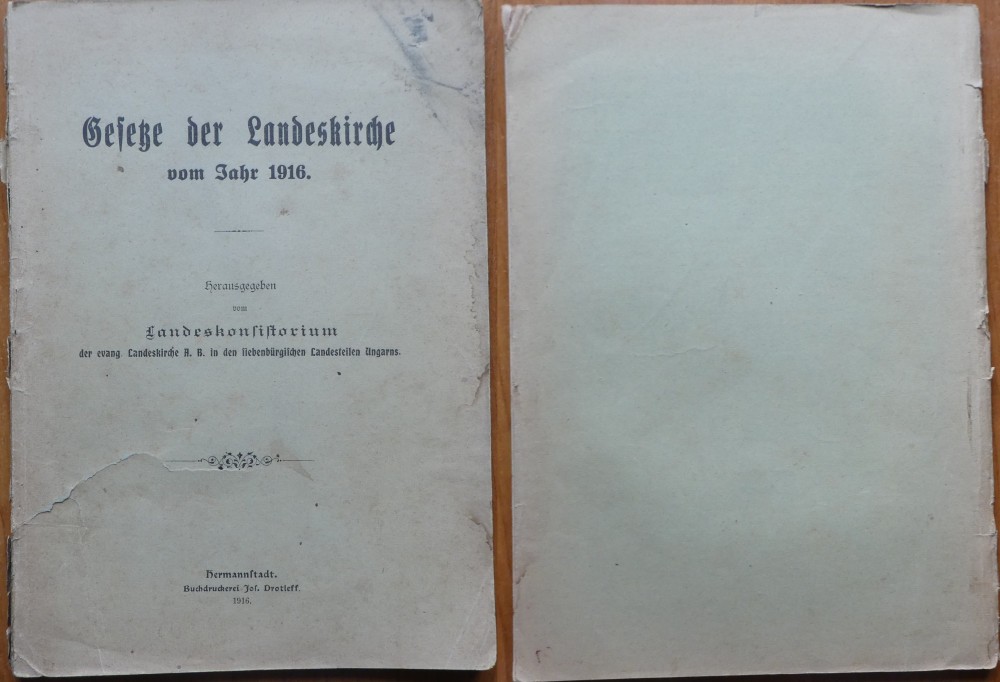 Gesetze der Landeskirche
vom Jahr 1916.
Herausgegeben
vom
Landeskonsistorium
der evang. Landeskirche A. B. in den siebenbürgischen Landesteilen Ungarns.
Hermannstadt.
Buchdruckerei Jos. Drotleff.
1916.